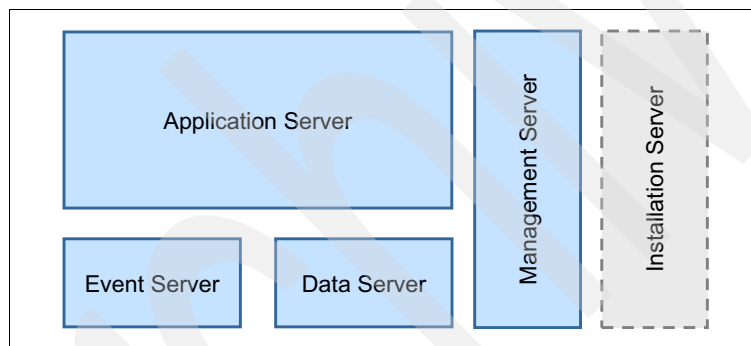 Application Server
Event Server
Data Server
Management Server
Installation Server